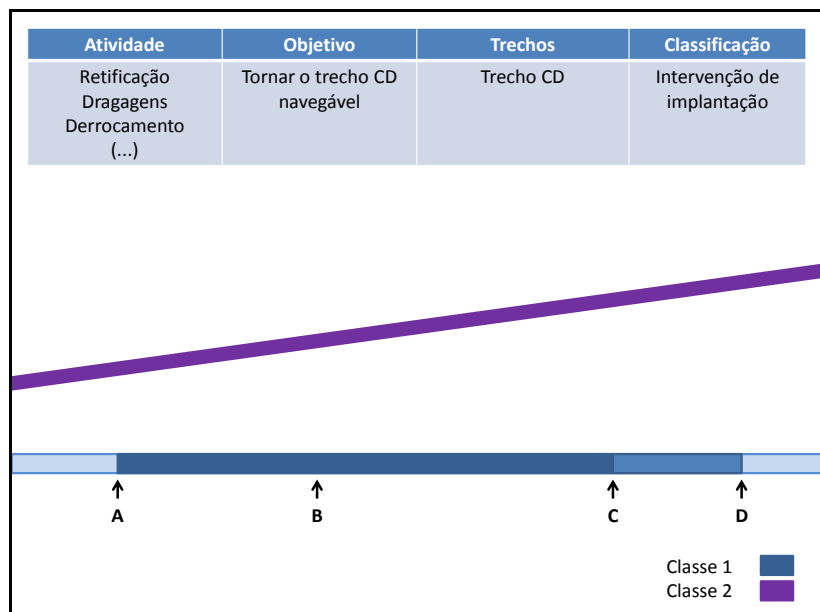 Atividade Objetivo Trechos Classificação
Retificação Tornar o trecho CD Trecho CD Intervenção de
Dragagens navegável implantação
Derrocamento
(...)
A B C D
Classe 1
Classe 2